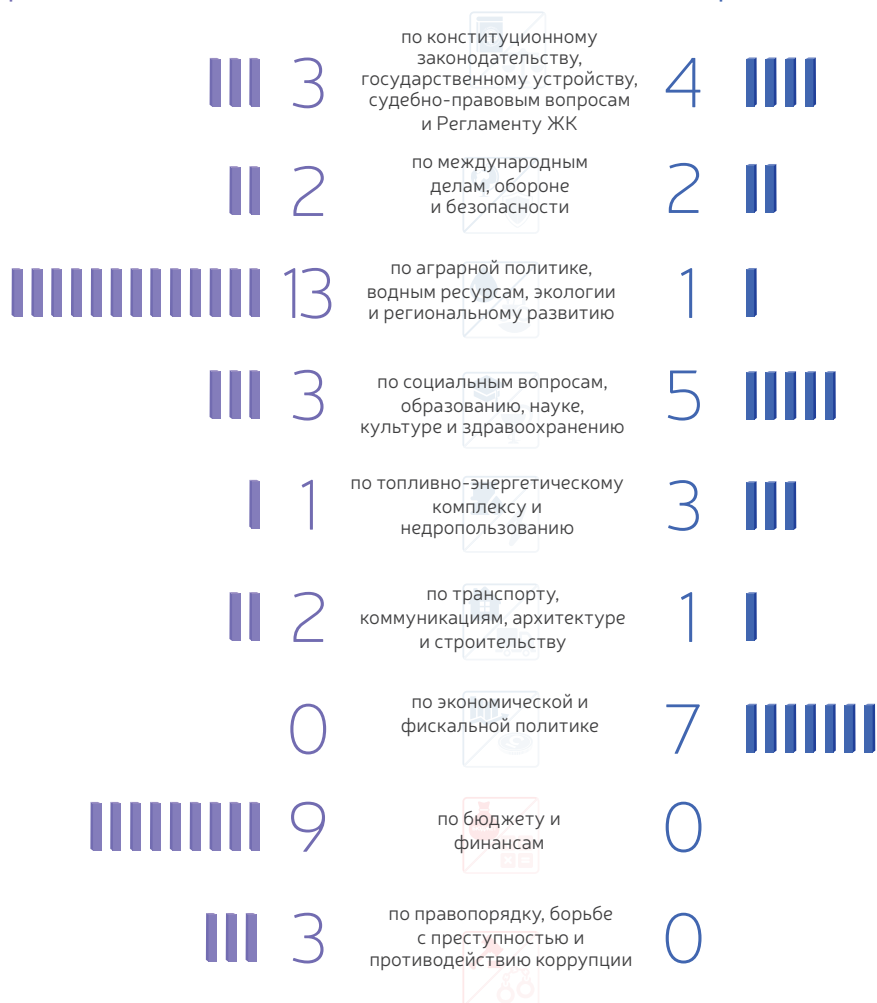 3
по конституционному
законодательству,
государственному устройству,
судебно-правовым вопросам
и Регламенту ЖК
4
2
по международным
делам, обороне
и безопасности
2
13
по аграрной политике,
водным ресурсам, экологии
и региональному развитию
1
3
по социальным вопросам,
образованию, науке,
культуре и здравоохранению
5
1
по топливно-энергетическому
комплексу и
недропользованию
3
2
по транспорту,
коммуникациям, архитектуре
и строительству
1
0
по экономической и
фискальной политике
7
9
по бюджету и
финансам
0
3
по правопорядку, борьбе
с преступностью и
противодействию коррупции
0